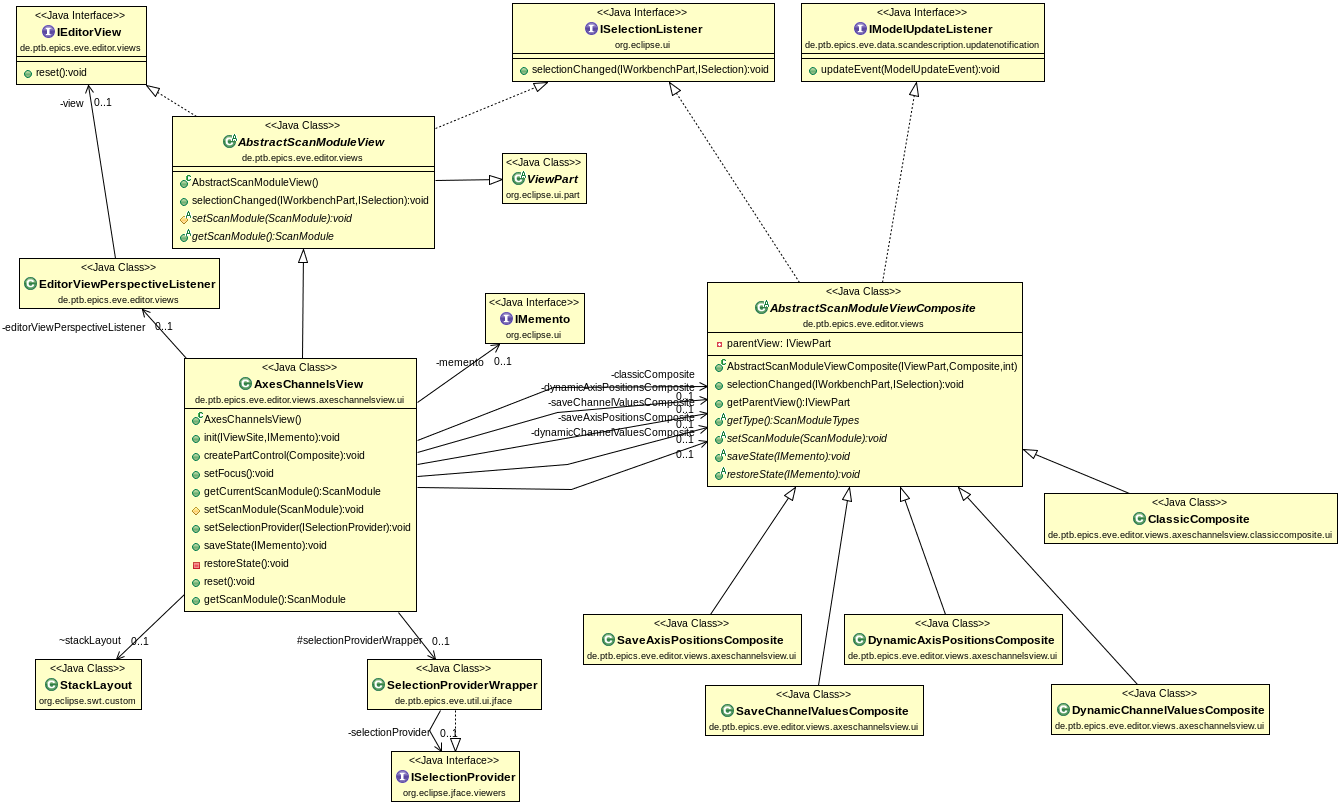 <<Java Interface>>
IEditorView
de.ptb.epics.eve.editor.views
reset():void
<<Java Interface>>
ISelectionListener
org.eclipse.ui
selectionChanged(IWorkbenchPart,ISelection):void
<<Java Interface>>
IModelUpdateListener
de.ptb.epics.eve.data.scandescription.updatenotification
updateEvent(ModelUpdateEvent):void
-view
0..1
<<Java Class>>
AbstractScanModuleView
de.ptb.epics.eve.editor.views
AbstractScanModuleView()
selectionChanged(IWorkbenchPart,ISelection):void
setScanModule(ScanModule):void
getScanModule():ScanModule
<<Java Class>>
ViewPart
org.eclipse.ui.part
<<Java Class>>
EditorViewPerspectiveListener
de.ptb.epics.eve.editor.views
-editorViewPerspectiveListener
0..1
<<Java Interface>>
IMemento
org.eclipse.ui
-memento
0..1
<<Java Class>>
AbstractScanModuleViewComposite
de.ptb.epics.eve.editor.views
parentView: IViewPart
AbstractScanModuleViewComposite(IViewPart,Composite,int)
selectionChanged(IWorkbenchPart,ISelection):void
getParentView():IViewPart
getType():ScanModuleTypes
setScanModule(ScanModule):void
saveState(IMemento):void
restoreState(IMemento):void
<<Java Class>>
AxesChannelsView
de.ptb.epics.eve.editor.views.axeschannelsview.ui
AxesChannelsView()
init(IViewSite,IMemento):void
createPartControl(Composite):void
setFocus():void
getCurrentScanModule():ScanModule
setScanModule(ScanModule):void
setSelectionProvider(ISelectionProvider):void
saveState(IMemento):void
restoreState():void
reset():void
getScanModule():ScanModule
-classicComposite
-dynamicAxisPositionsComposite
0..1
-saveChannelValuesComposite
0..1
-saveAxisPositionsComposite
0..1
-dynamicChannelValuesComposite
0..1
0..1
<<Java Class>>
ClassicComposite
de.ptb.epics.eve.editor.views.axeschannelsview.classiccomposite.ui
<<Java Class>>
SaveAxisPositionsComposite
de.ptb.epics.eve.editor.views.axeschannelsview.ui
<<Java Class>>
DynamicAxisPositionsComposite
de.ptb.epics.eve.editor.views.axeschannelsview.ui
<<Java Class>>
SaveChannelValuesComposite
de.ptb.epics.eve.editor.views.axeschannelsview.ui
<<Java Class>>
DynamicChannelValuesComposite
de.ptb.epics.eve.editor.views.axeschannelsview.ui
~stackLayout
0..1
<<Java Class>>
StackLayout
org.eclipse.swt.custom
#selectionProviderWrapper
0..1
<<Java Class>>
SelectionProviderWrapper
de.ptb.epics.eve.util.ui.jface
-selectionProvider
0..1
<<Java Interface>>
ISelectionProvider
org.eclipse.jface.viewers